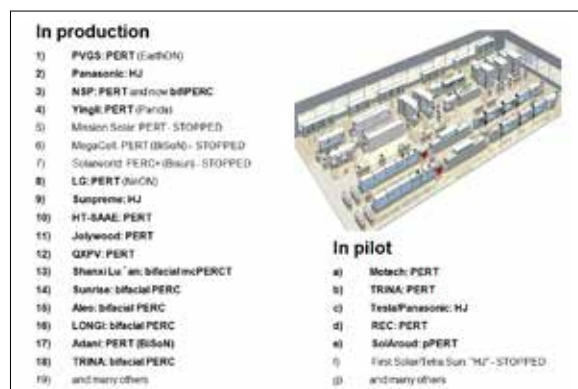 In production
1) PVGS: PERT (EarthON)
2) Panasonic: HJ
3) NSP: PERT and now bifiPERC
4) Yingli: PERT (Panda)
5) Mission Solar: PERT - STOPPED
6) MegaCell: PERT (BiSoN) - STOPPED
7) Solarworld: PERC+ (Bisun) - STOPPED
8) LG: PERT (NeON)
9) Sunpreme: HJ
10) HT-SAAE: PERT
11) Jolywood: PERT
12) QXPV: PERT
13) Shanxi Lu´an: bifacial mcPERCT
14) Sunrise: bifacial PERC
15) Aleo: bifacial PERC
16) LONGi: bifacial PERC
17) Adani: PERT (BiSoN)
18) TRINA: bifacial PERC
19) and many others
In pilot
a) Motech: PERT
b) TRINA: PERT
c) Tesla/Panasonic: HJ
d) REC: PERT
e) SolAroud: pPERT
f) First Solar/Tetra Sun: "HJ" - STOPPED
g) and many others